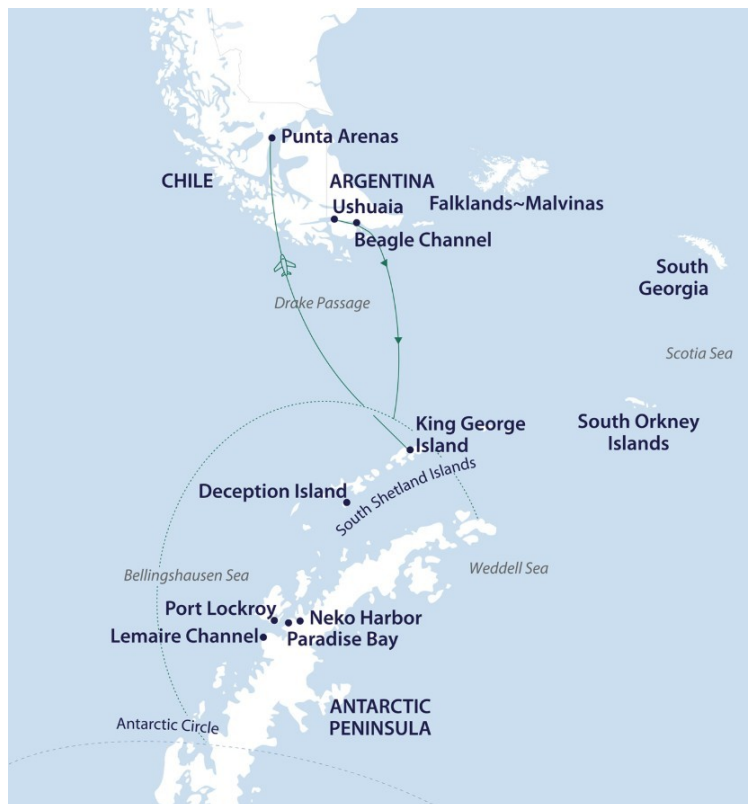 Punta Arenas
CHILE
ARGENTINA
Ushuaia
Falklands~Malvinas
Beagle Channel
South
Georgia
Drake Passage
Scotia Sea
King George
Island
South Orkney
Islands
Deception Island
South Shetland Islands
Bellingshausen Sea
Weddell Sea
Port Lockroy
Neko Harbor
Lemaire Channel
Paradise Bay
ANTARCTIC
PENINSULA
Antarctic Circle